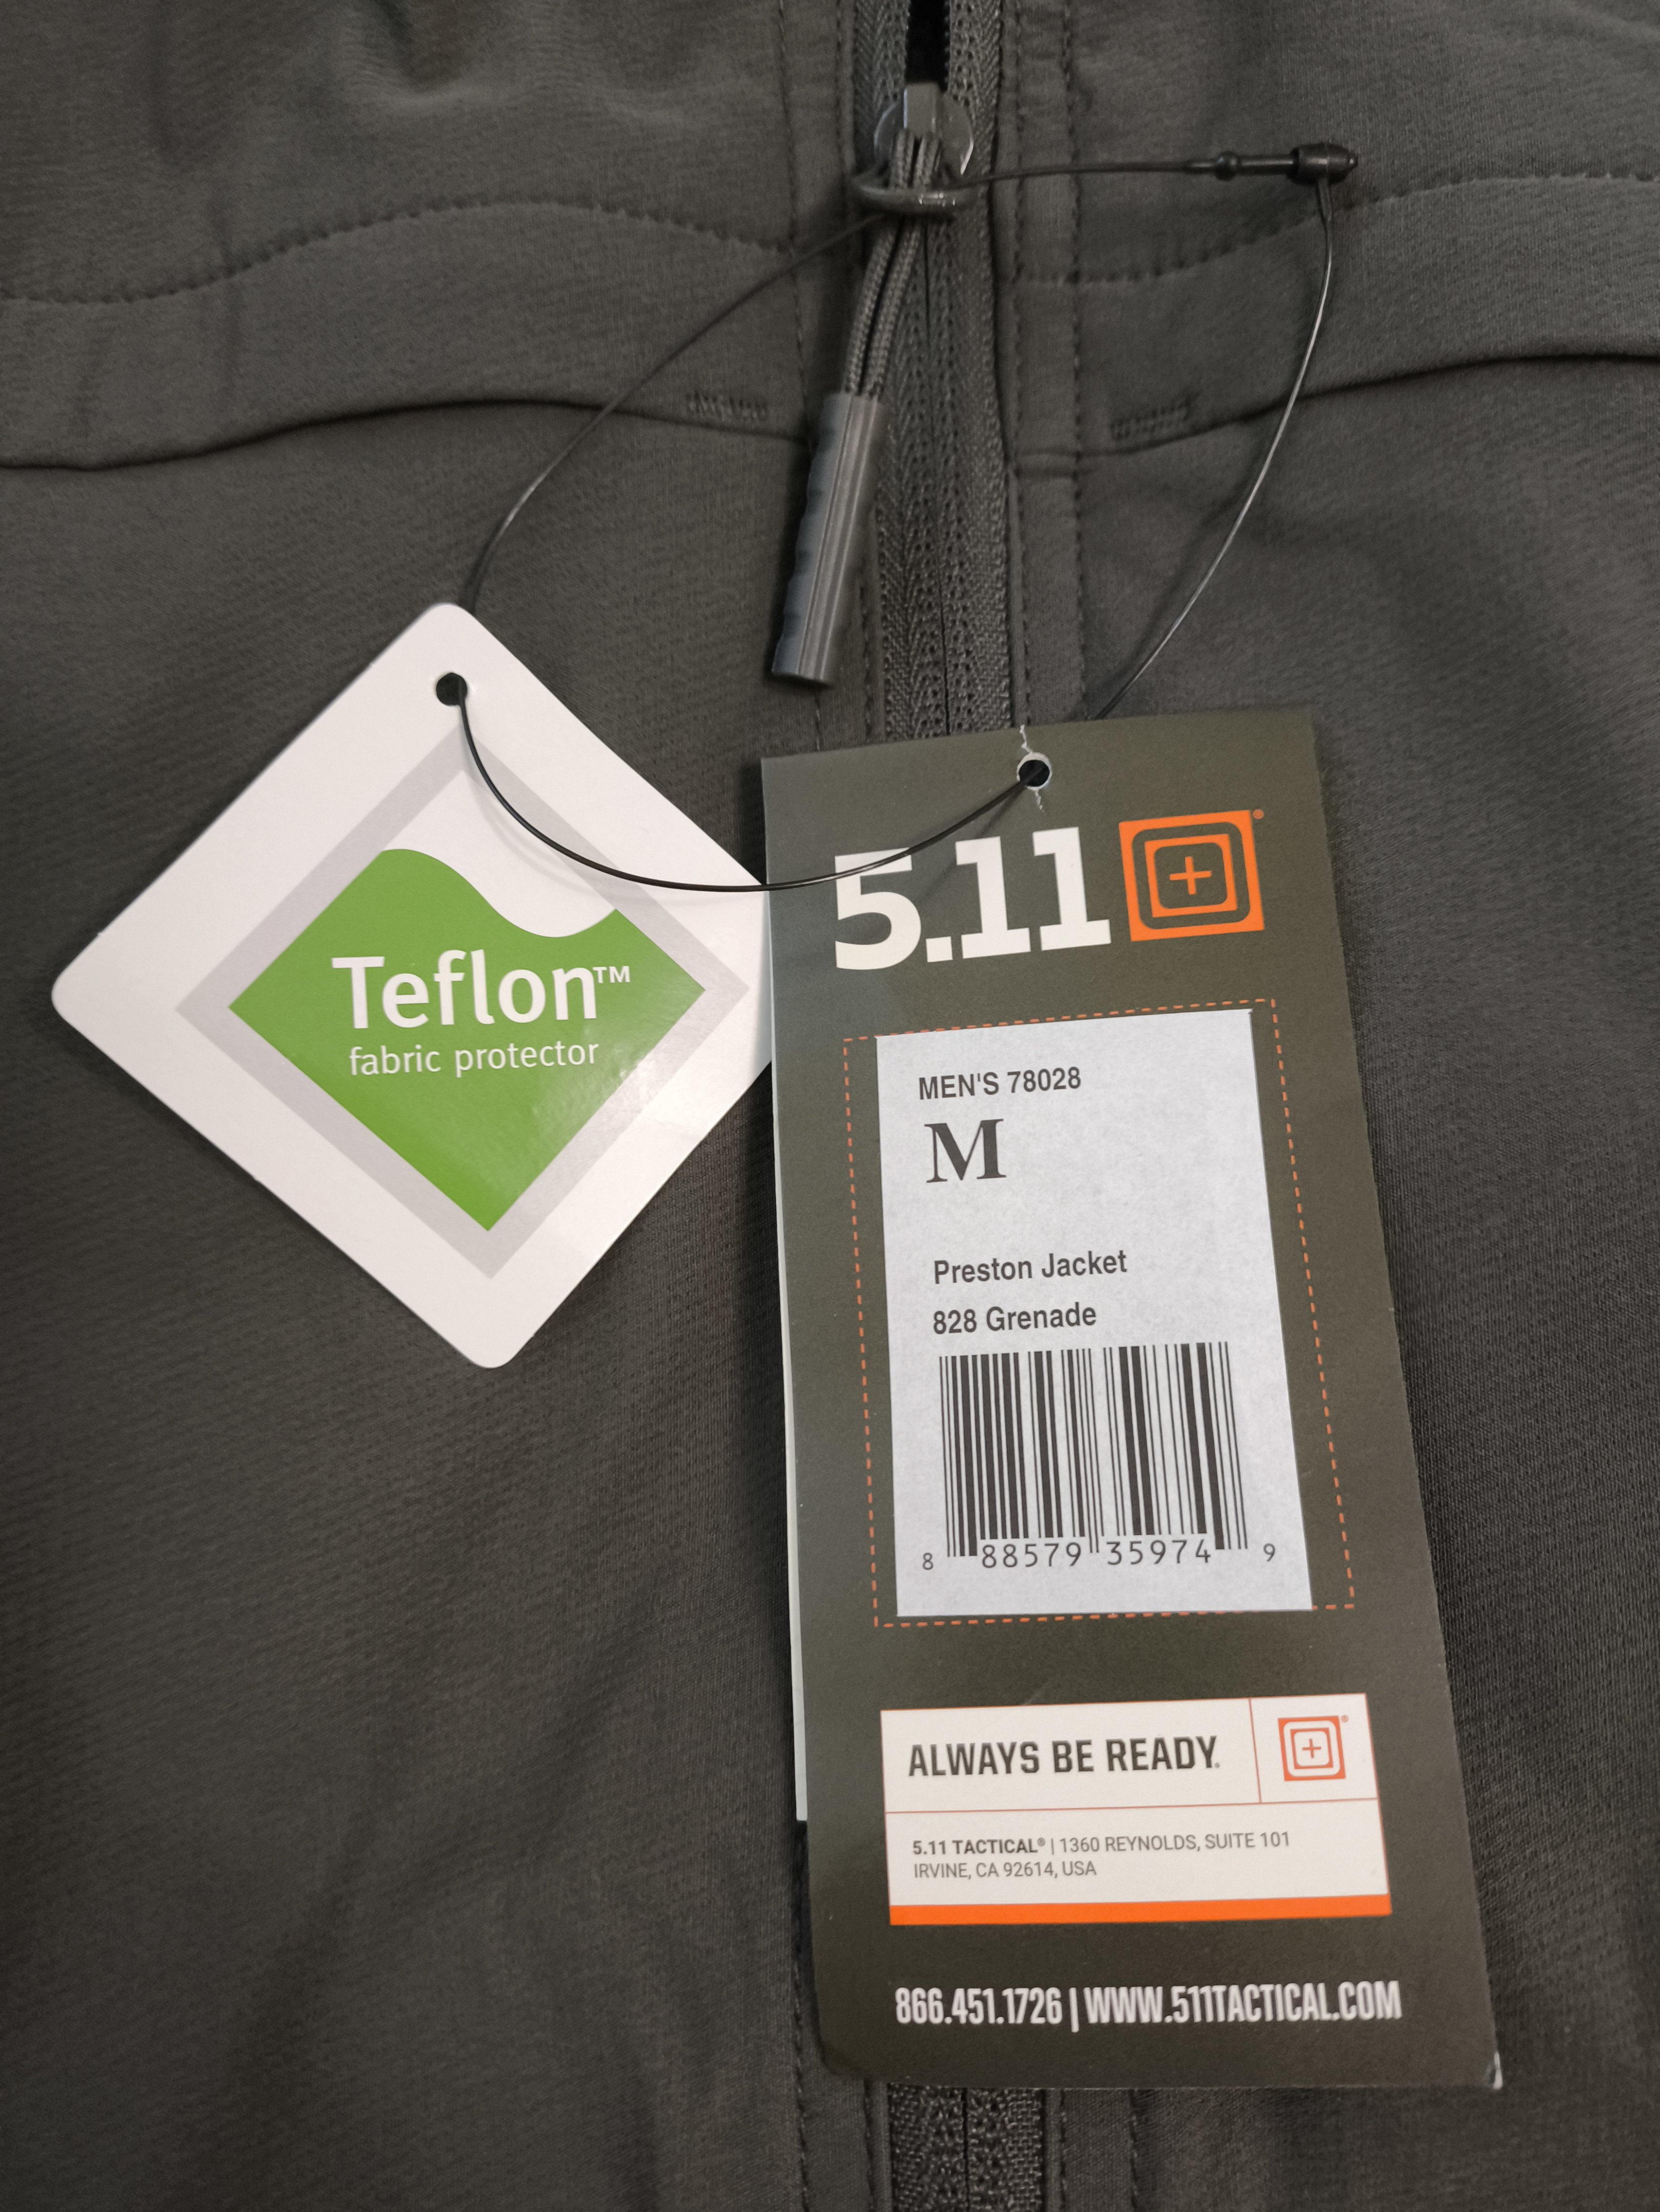 Teflon™
fabric protector
5.11®
MEN'S 78028
M
Preston Jacket
828 Grenade
8 88579 35974 9
ALWAYS BE READY.
5.11 TACTICAL® | 1360 REYNOLDS, SUITE 101
IRVINE, CA 92614, USA
866.451.1726 | WWW.511TACTICAL.COM